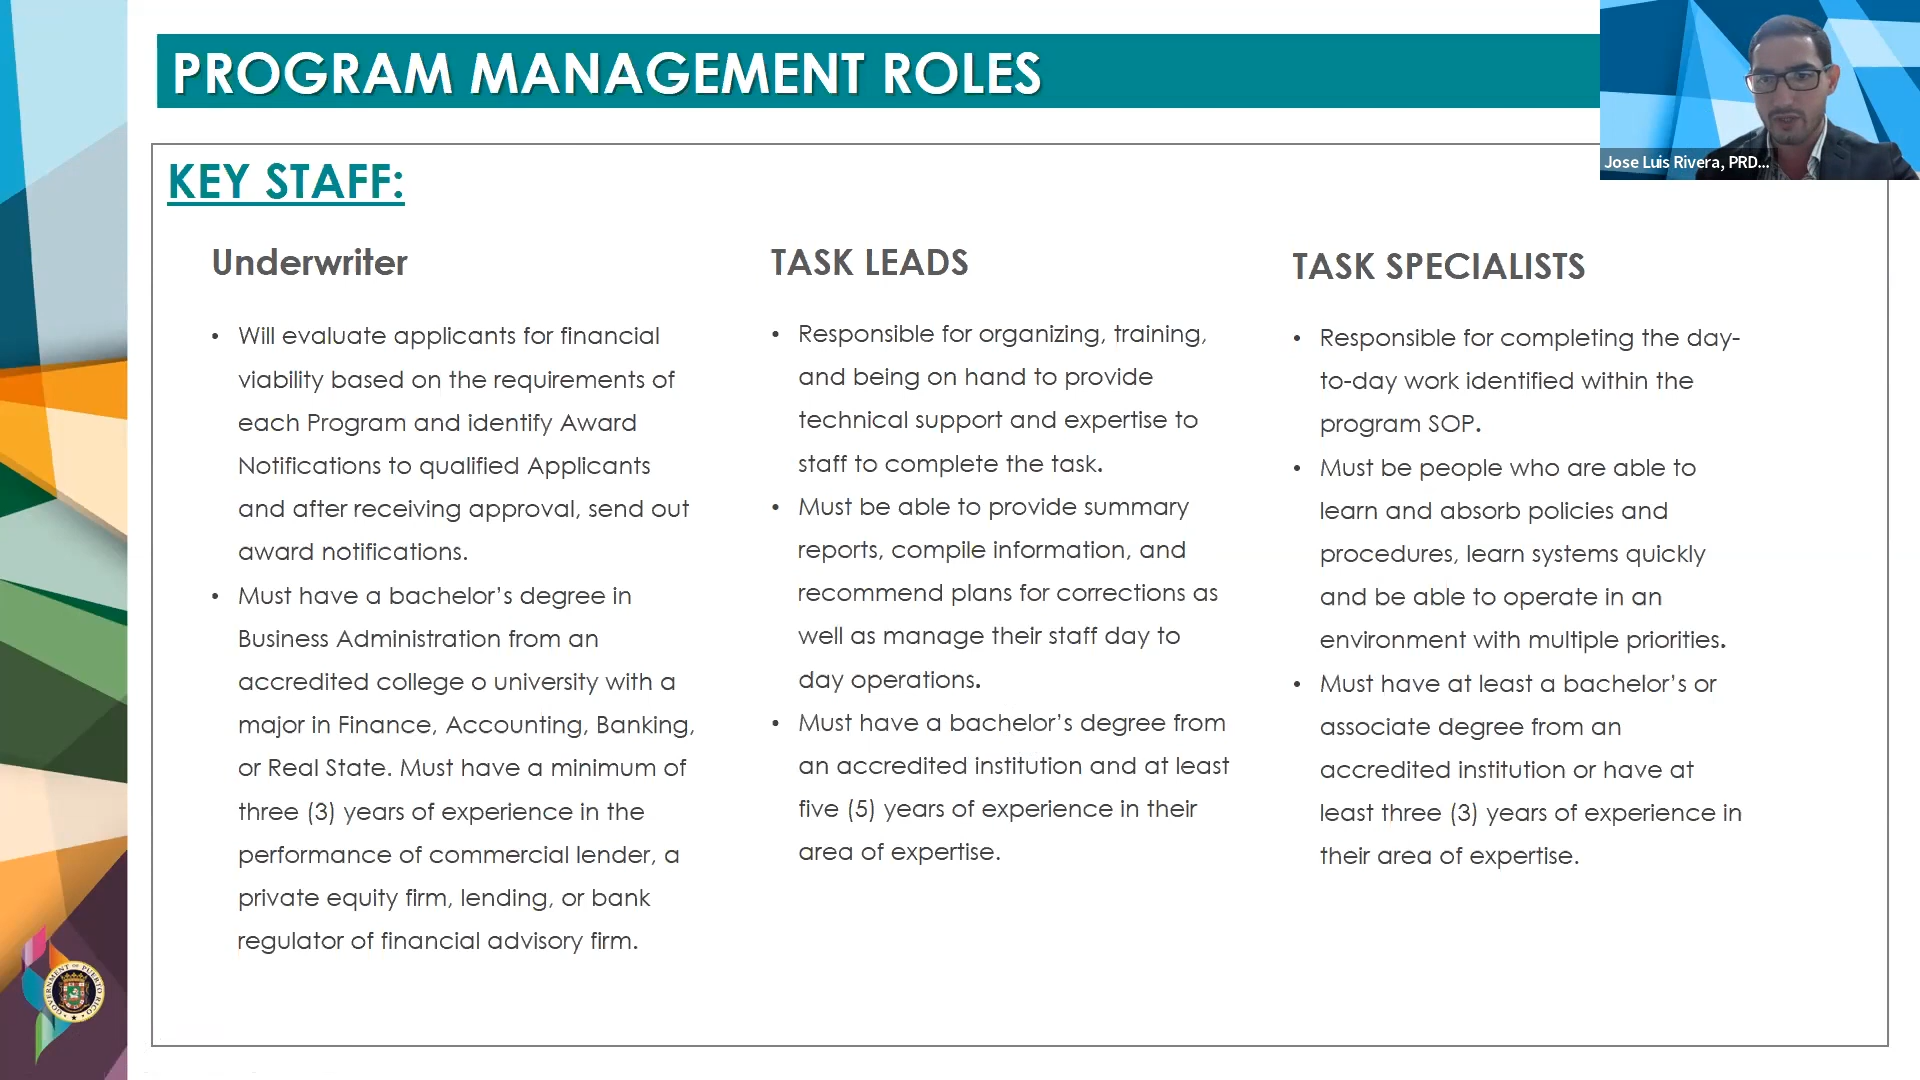 PROGRAM MANAGEMENT ROLES
Jose Luis Rivera, PRD...
KEY STAFF:
Underwriter
• Will evaluate applicants for financial
viability based on the requirements of
each Program and identify Award
Notifications to qualified Applicants
and after receiving approval, send out
award notifications.
• Must have a bachelor’s degree in
Business Administration from an
accredited college o university with a
major in Finance, Accounting, Banking,
or Real State. Must have a minimum of
three (3) years of experience in the
performance of commercial lender, a
private equity firm, lending, or bank
regulator of financial advisory firm.
TASK LEADS
• Responsible for organizing, training,
and being on hand to provide
technical support and expertise to
staff to complete the task.
• Must be able to provide summary
reports, compile information, and
recommend plans for corrections as
well as manage their staff day to
day operations.
• Must have a bachelor’s degree from
an accredited institution and at least
five (5) years of experience in their
area of expertise.
TASK SPECIALISTS
• Responsible for completing the day-
to-day work identified within the
program SOP.
• Must be people who are able to
learn and absorb policies and
procedures, learn systems quickly
and be able to operate in an
environment with multiple priorities.
• Must have at least a bachelor’s or
associate degree from an
accredited institution or have at
least three (3) years of experience in
their area of expertise.
GOVERNMENT OF PUERTO RICO